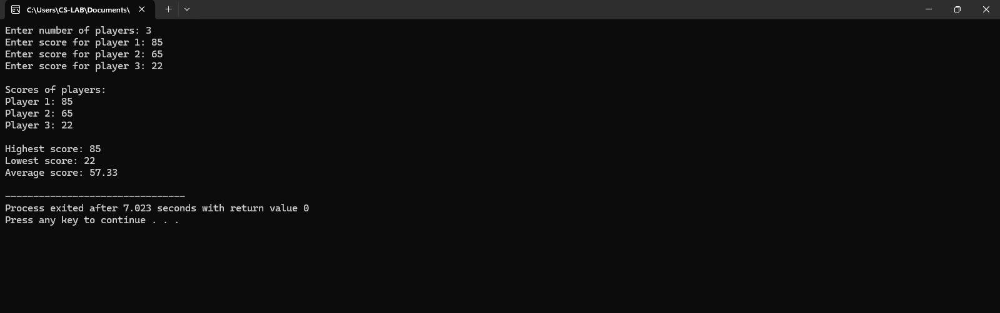 C:\Users\CS-LAB\Documents\
Enter number of players: 3
Enter score for player 1: 85
Enter score for player 2: 65
Enter score for player 3: 22
Scores of players:
Player 1: 85
Player 2: 65
Player 3: 22
Highest score: 85
Lowest score: 22
Average score: 57.33
--------------------------------
Process exited after 7.023 seconds with return value 0
Press any key to continue . . .